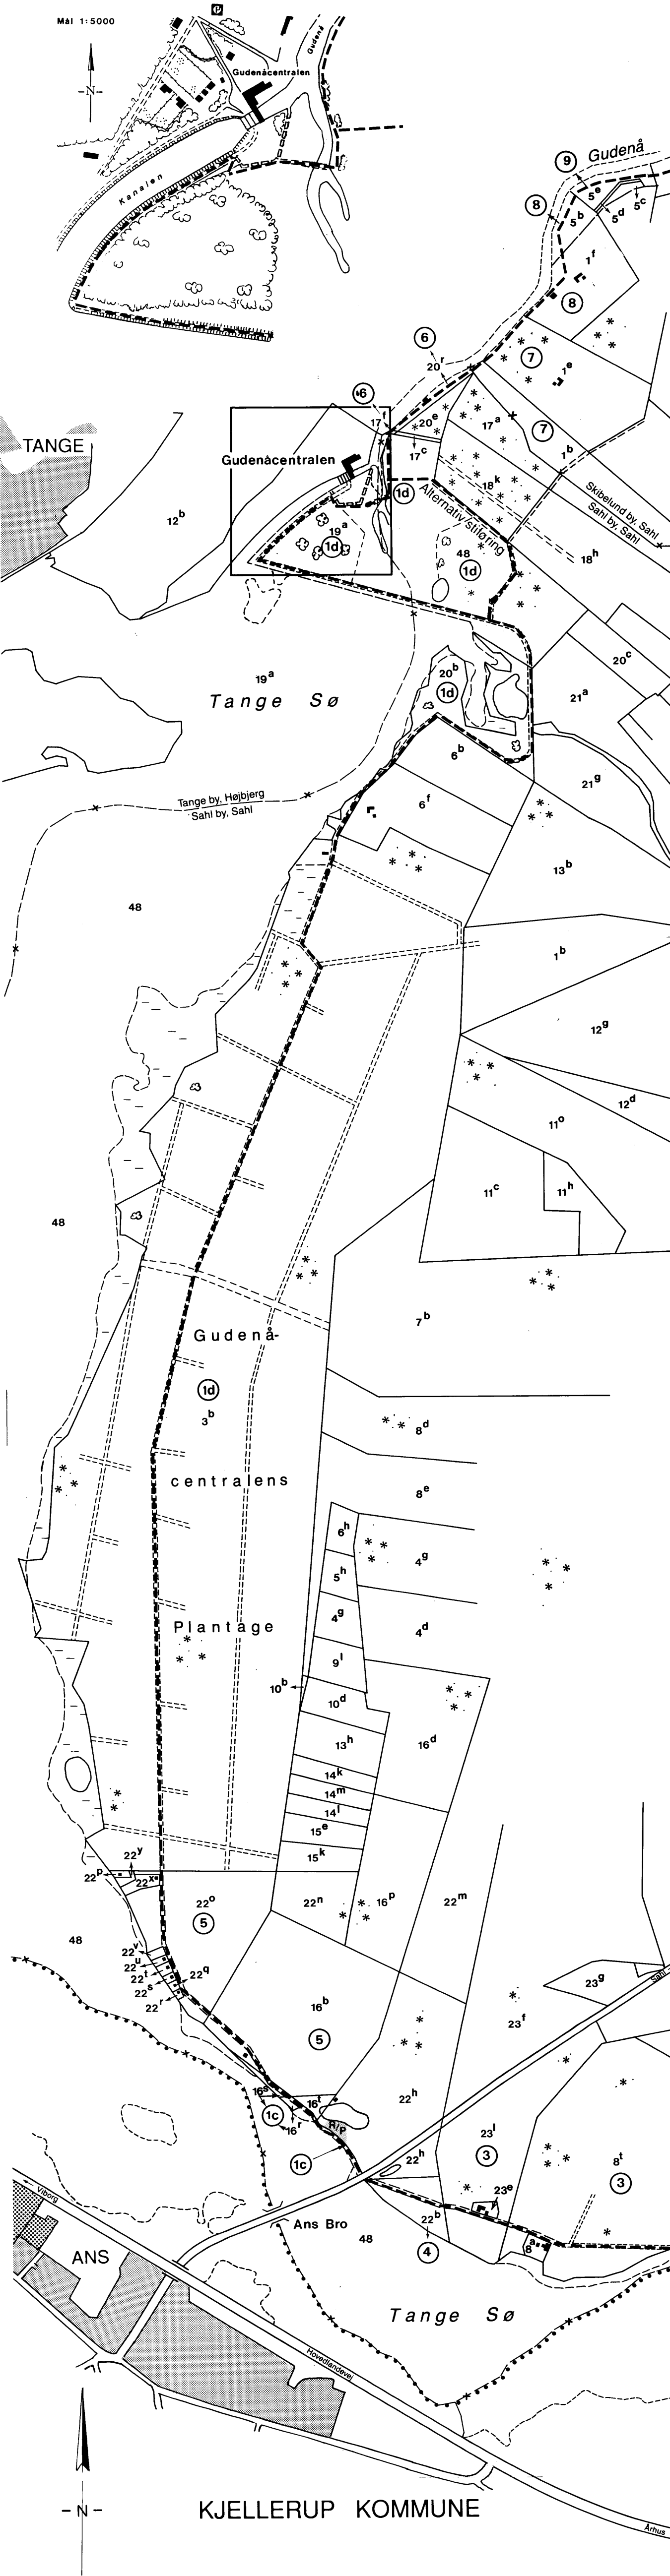 Mål 1:5000
P
Gudenå
Gudenåcentralen
N
Kanalen
9
Gudenå
8
5e
5b
5d
5c
1f
8
6
20r
7
1e
6
17f
20e
17a
7
TANGE
17c
1b
Gudenåcentralen
18k
Skibelund by, Sahl
Sahl by, Sahl
1d
Alternativ stiføring
12b
19a
1d
48
1d
18h
20c
19a
Tange Sø
20b
1d
21a
6b
21g
Tange by, Højbjerg
Sahl by, Sahl
6f
13b
48
1b
12g
12d
11o
11c
11h
48
7b
Gudenå-
1d
3b
8d
centralens
8e
6h
4g
5h
4g
4d
Plantage
9l
10b
10d
13h
16d
14k
14m
14l
15e
15k
22y
22p
22x
22o
22n
16p
22m
5
48
22v
22u
22t
22q
22s
22r
23g
Sahl
16b
23f
5
16s
16f
22h
1c
16r
R/P
1c
22h
23l
3
8t
3
23e
Viborg
Ans Bro
22b
48
4
8a
ANS
Tange Sø
Hovedlandevej
N
KJELLERUP KOMMUNE
Århus